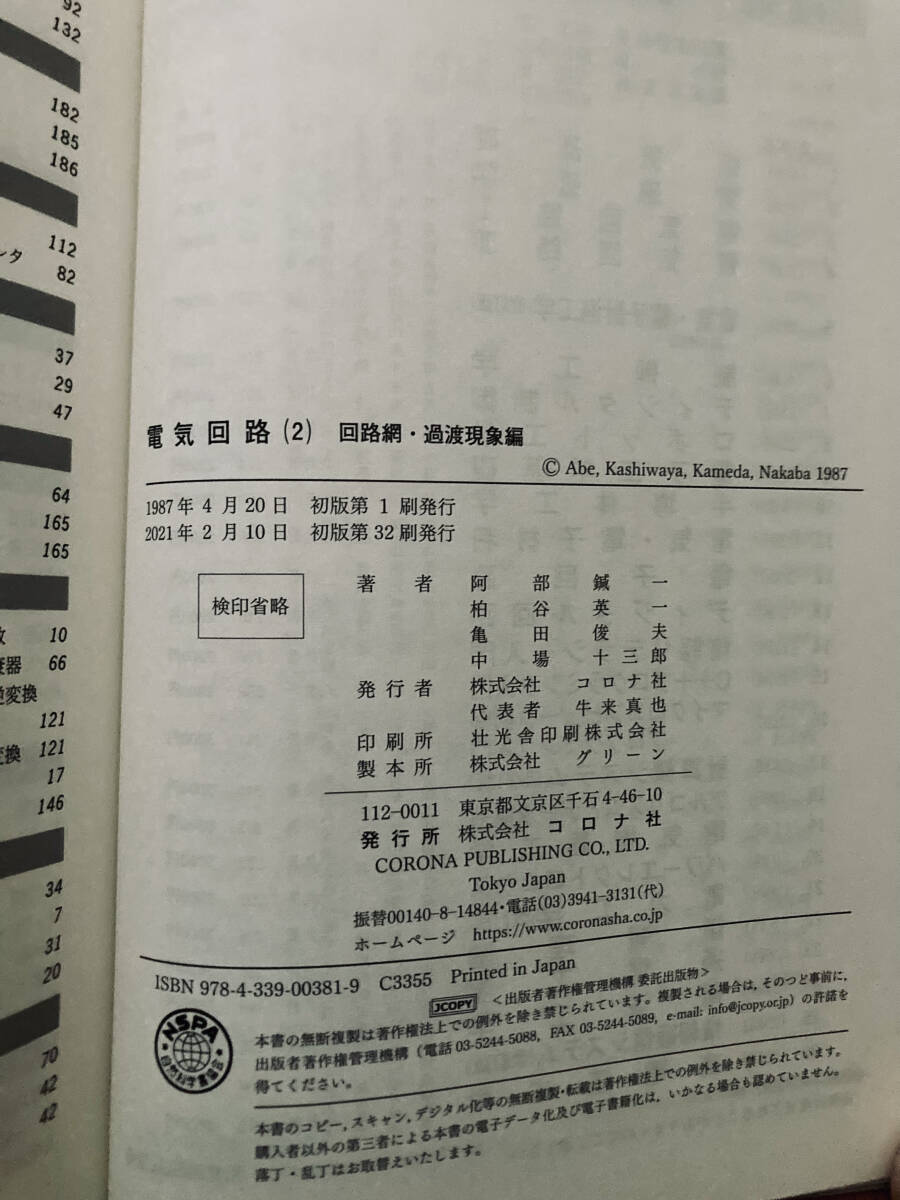 92
132
182
185
186
112
ンタ 82
37
29
47
64
165
165
数 10
度器 66
逆変換
121
変換 121
17
146
34
7
31
20
70
42
42
電気回路(2) 回路網・過渡現象編
© Abe, Kashiwaya, Kameda, Nakaba 1987
1987年 4月20日 初版第 1 刷発行
2021年 2月10日 初版第32刷発行
検印省略
著者 阿部鍼一
柏谷英一
亀田俊夫
中場十三郎
発行者 株式会社 コロナ社
代表者 牛来真也
印刷所 壮光舎印刷株式会社
製本所 株式会社 グリーン
112-0011 東京都文京区千石4-46-10
発行所 株式会社 コロナ社
CORONA PUBLISHING CO., LTD.
Tokyo Japan
振替00140-8-14844・電話(03)3941-3131(代)
ホームページ https://www.coronasha.co.jp
ISBN 978-4-339-00381-9 C3355 Printed in Japan
NSPA
自然科学書協会
JCOPY <出版者著作権管理機構 委託出版物>
本書の無断複製は著作権法上での例外を除き禁じられています。複製される場合は,そのつど事前に,
出版者著作権管理機構(電話 03-5244-5088, FAX 03-5244-5089, e-mail: info@jcopy.or.jp)の許諾を
得てください。
本書のコピー,スキャン,デジタル化等の無断複製・転載は著作権法上での例外を除き禁じられています。
購入者以外の第三者による本書の電子データ化及び電子書籍化は,いかなる場合も認めていません。
落丁・乱丁はお取替えいたします。